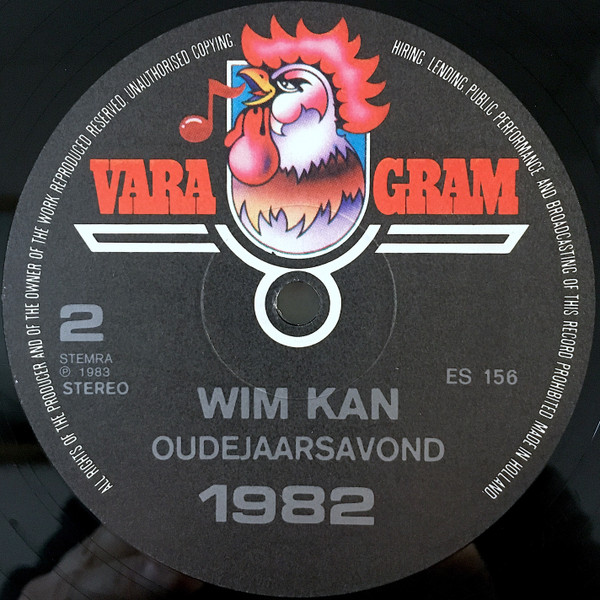 ALL RIGHTS OF THE PRODUCER AND OF THE OWNER OF THE WORK REPRODUCED RESERVED. UNAUTHORISED COPYING,
HIRING, LENDING, PUBLIC PERFORMANCE AND BROADCASTING OF THIS RECORD PROHIBITED MADE IN HOLLAND
VARA GRAM
2
STEMRA
℗ 1983
STEREO
ES 156
WIM KAN
OUDEJAARSAVOND
1982